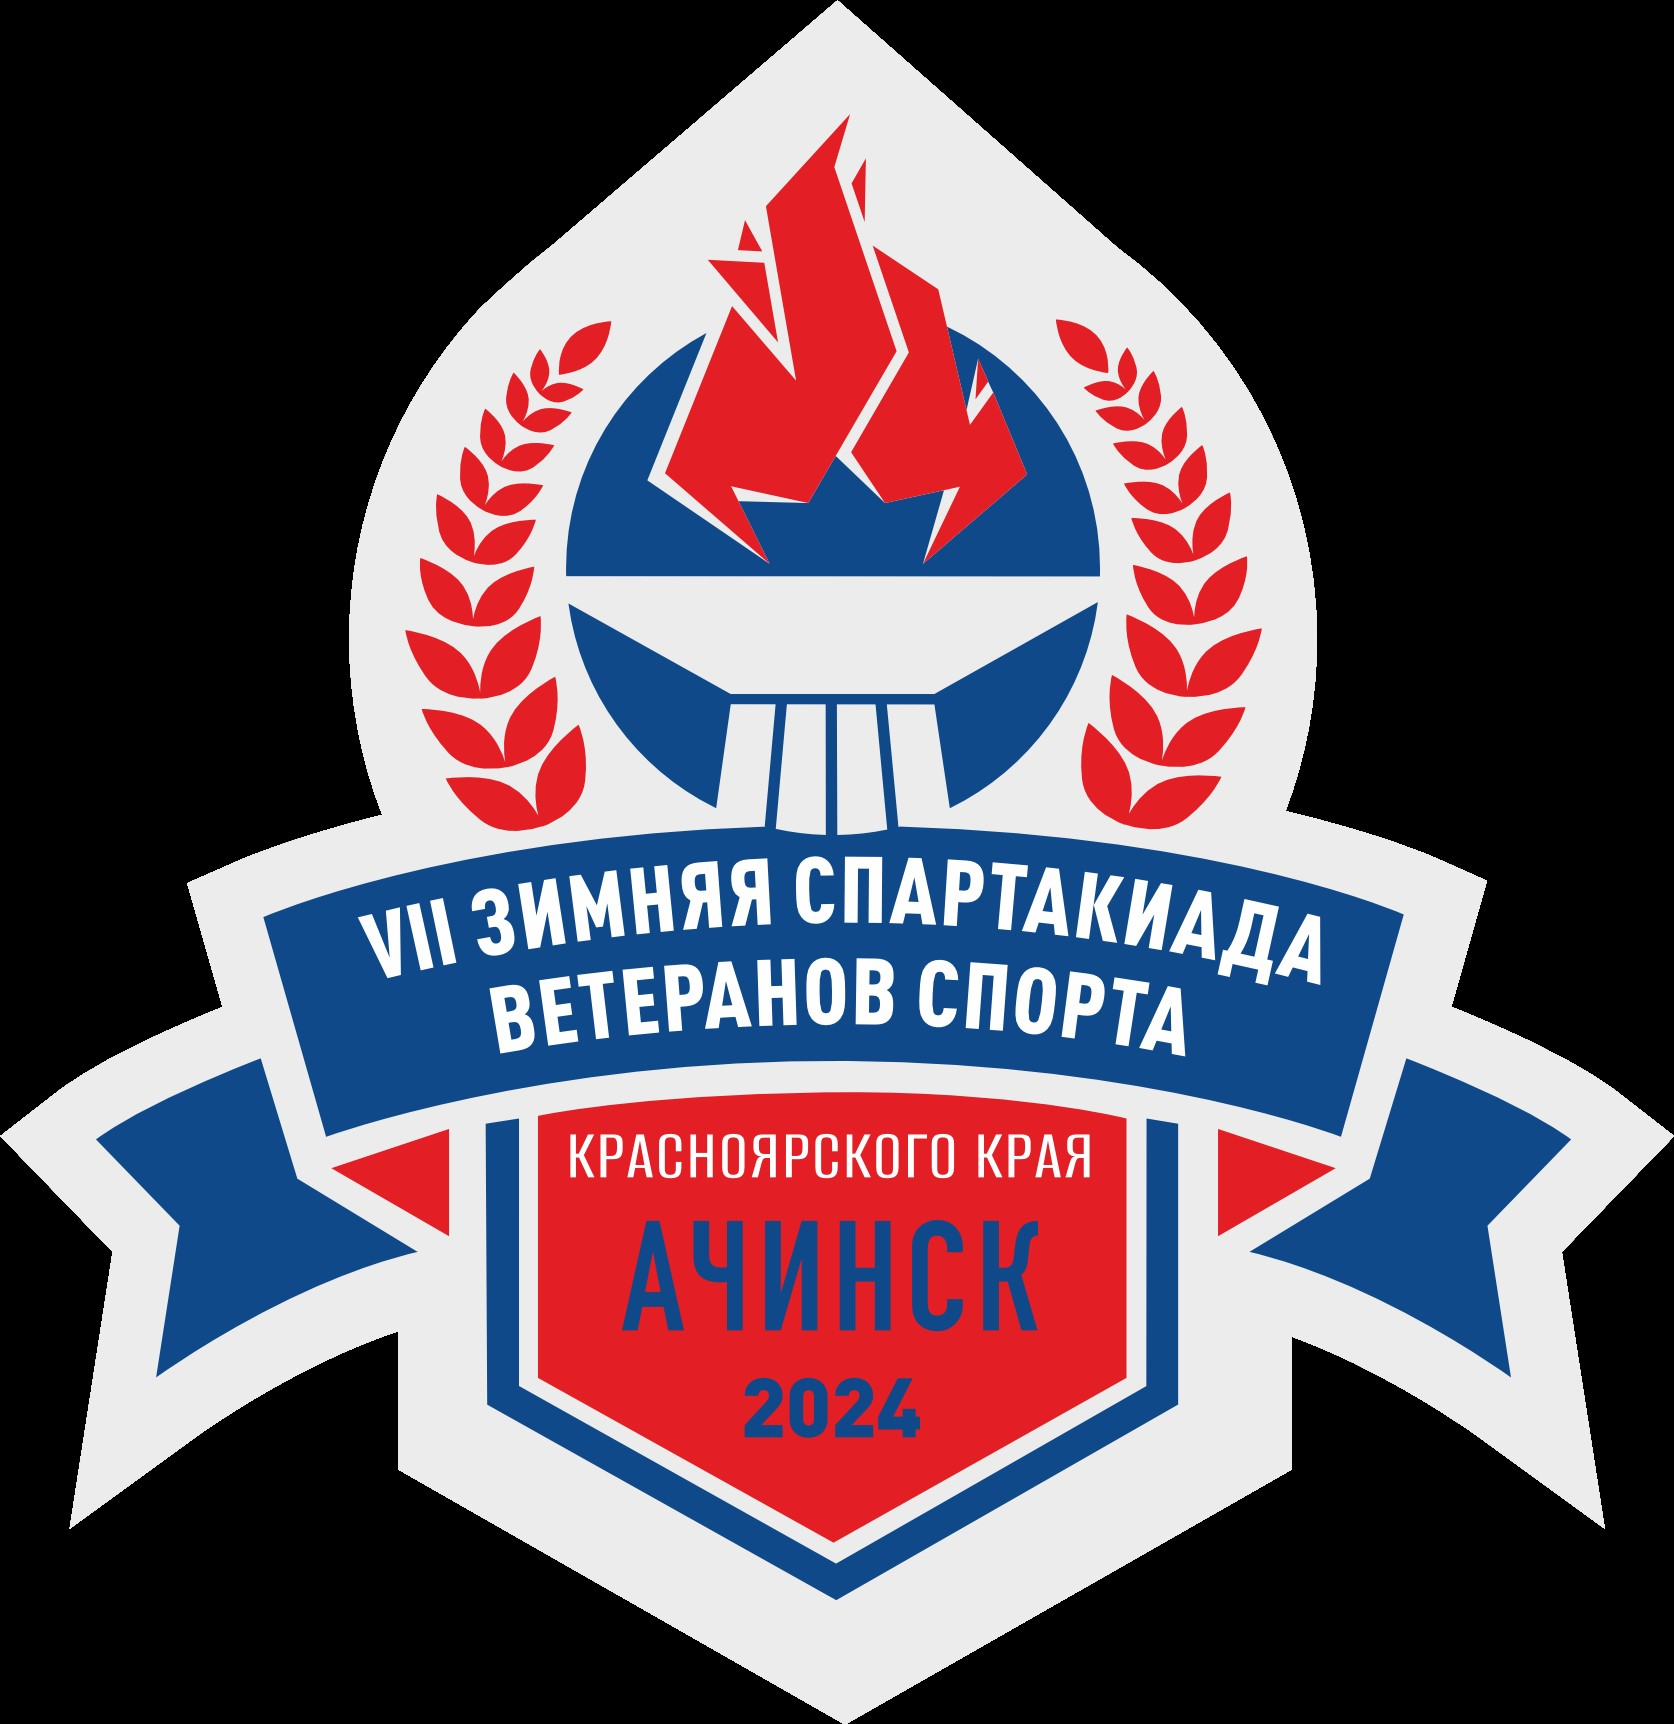 VII ЗИМНЯЯ СПАРТАКИАДА
ВЕТЕРАНОВ СПОРТА
КРАСНОЯРСКОГО КРАЯ
АЧИНСК
2024